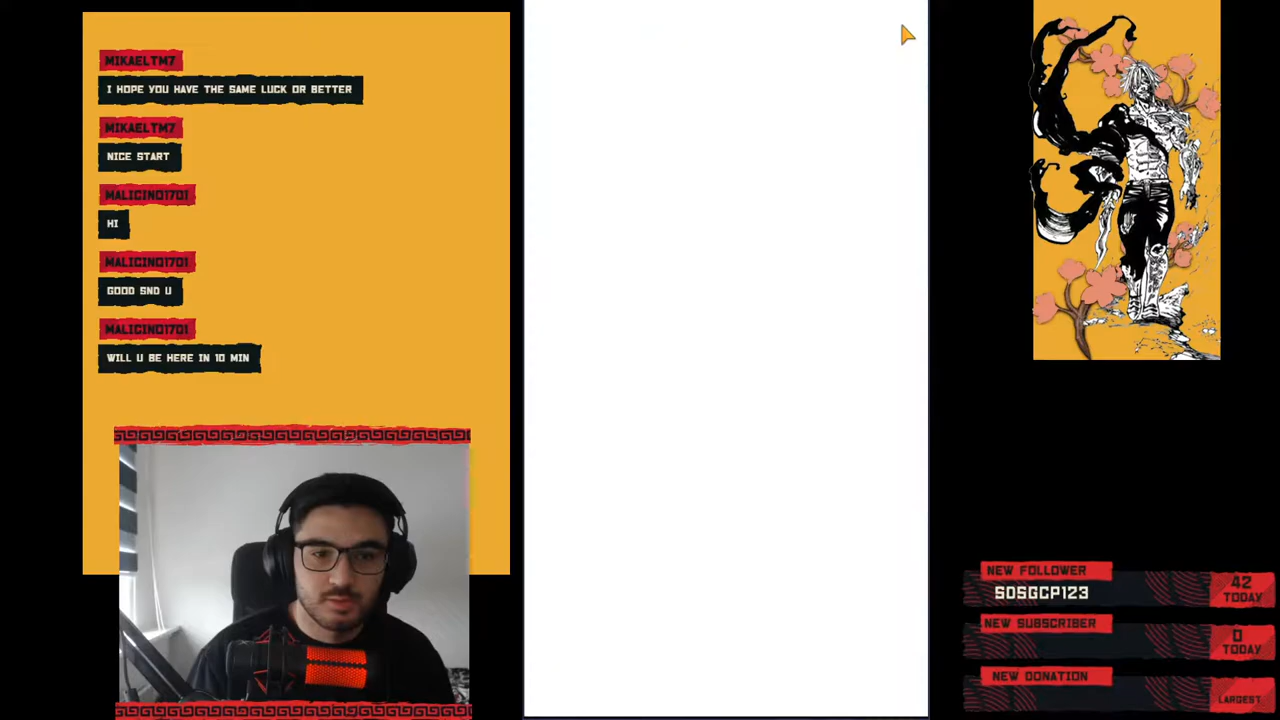 MIKAELTM7
I HOPE YOU HAVE THE SAME LUCK OR BETTER
MIKAELTM7
NICE START
MALICINO1701
HI
MALICINO1701
GOOD SND U
MALICINO1701
WILL U BE HERE IN 10 MIN
NEW FOLLOWER
SDSGCP123
42
TODAY
NEW SUBSCRIBER
0
TODAY
NEW DONATION
LARGEST